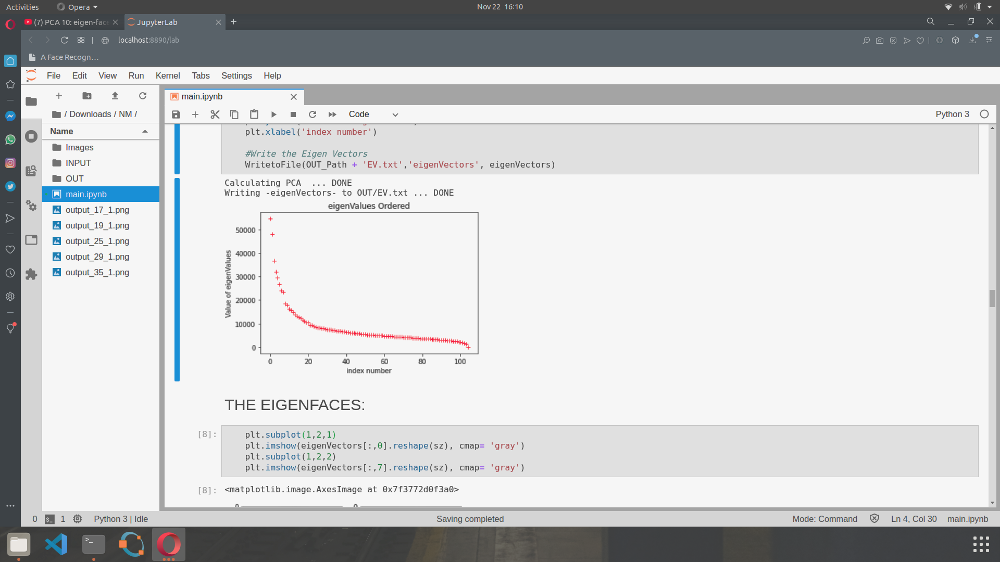 Activities
Opera
Nov 22 16:10
(7) PCA 10: eigen-face
JupyterLab
localhost:8890/lab
A Face Recogn…
File Edit View Run Kernel Tabs Settings Help
/ Downloads / NM /
Name
Images
INPUT
OUT
main.ipynb
output_17_1.png
output_19_1.png
output_25_1.png
output_29_1.png
output_35_1.png
main.ipynb
Code
Python 3
plt.xlabel('index number')
#Write the Eigen Vectors
WritetoFile(OUT_Path + 'EV.txt','eigenVectors', eigenVectors)
Calculating PCA ... DONE
Writing -eigenVectors- to OUT/EV.txt ... DONE
eigenValues Ordered
Value of eigenValues
50000
40000
30000
20000
10000
0
0 20 40 60 80 100
index number
THE EIGENFACES:
[8]:
plt.subplot(1,2,1)
plt.imshow(eigenVectors[:,0].reshape(sz), cmap= 'gray')
plt.subplot(1,2,2)
plt.imshow(eigenVectors[:,7].reshape(sz), cmap= 'gray')
[8]: <matplotlib.image.AxesImage at 0x7f3772d0f3a0>
0 0
0 1 Python 3 | Idle
Saving completed
Mode: Command
Ln 4, Col 30
main.ipynb